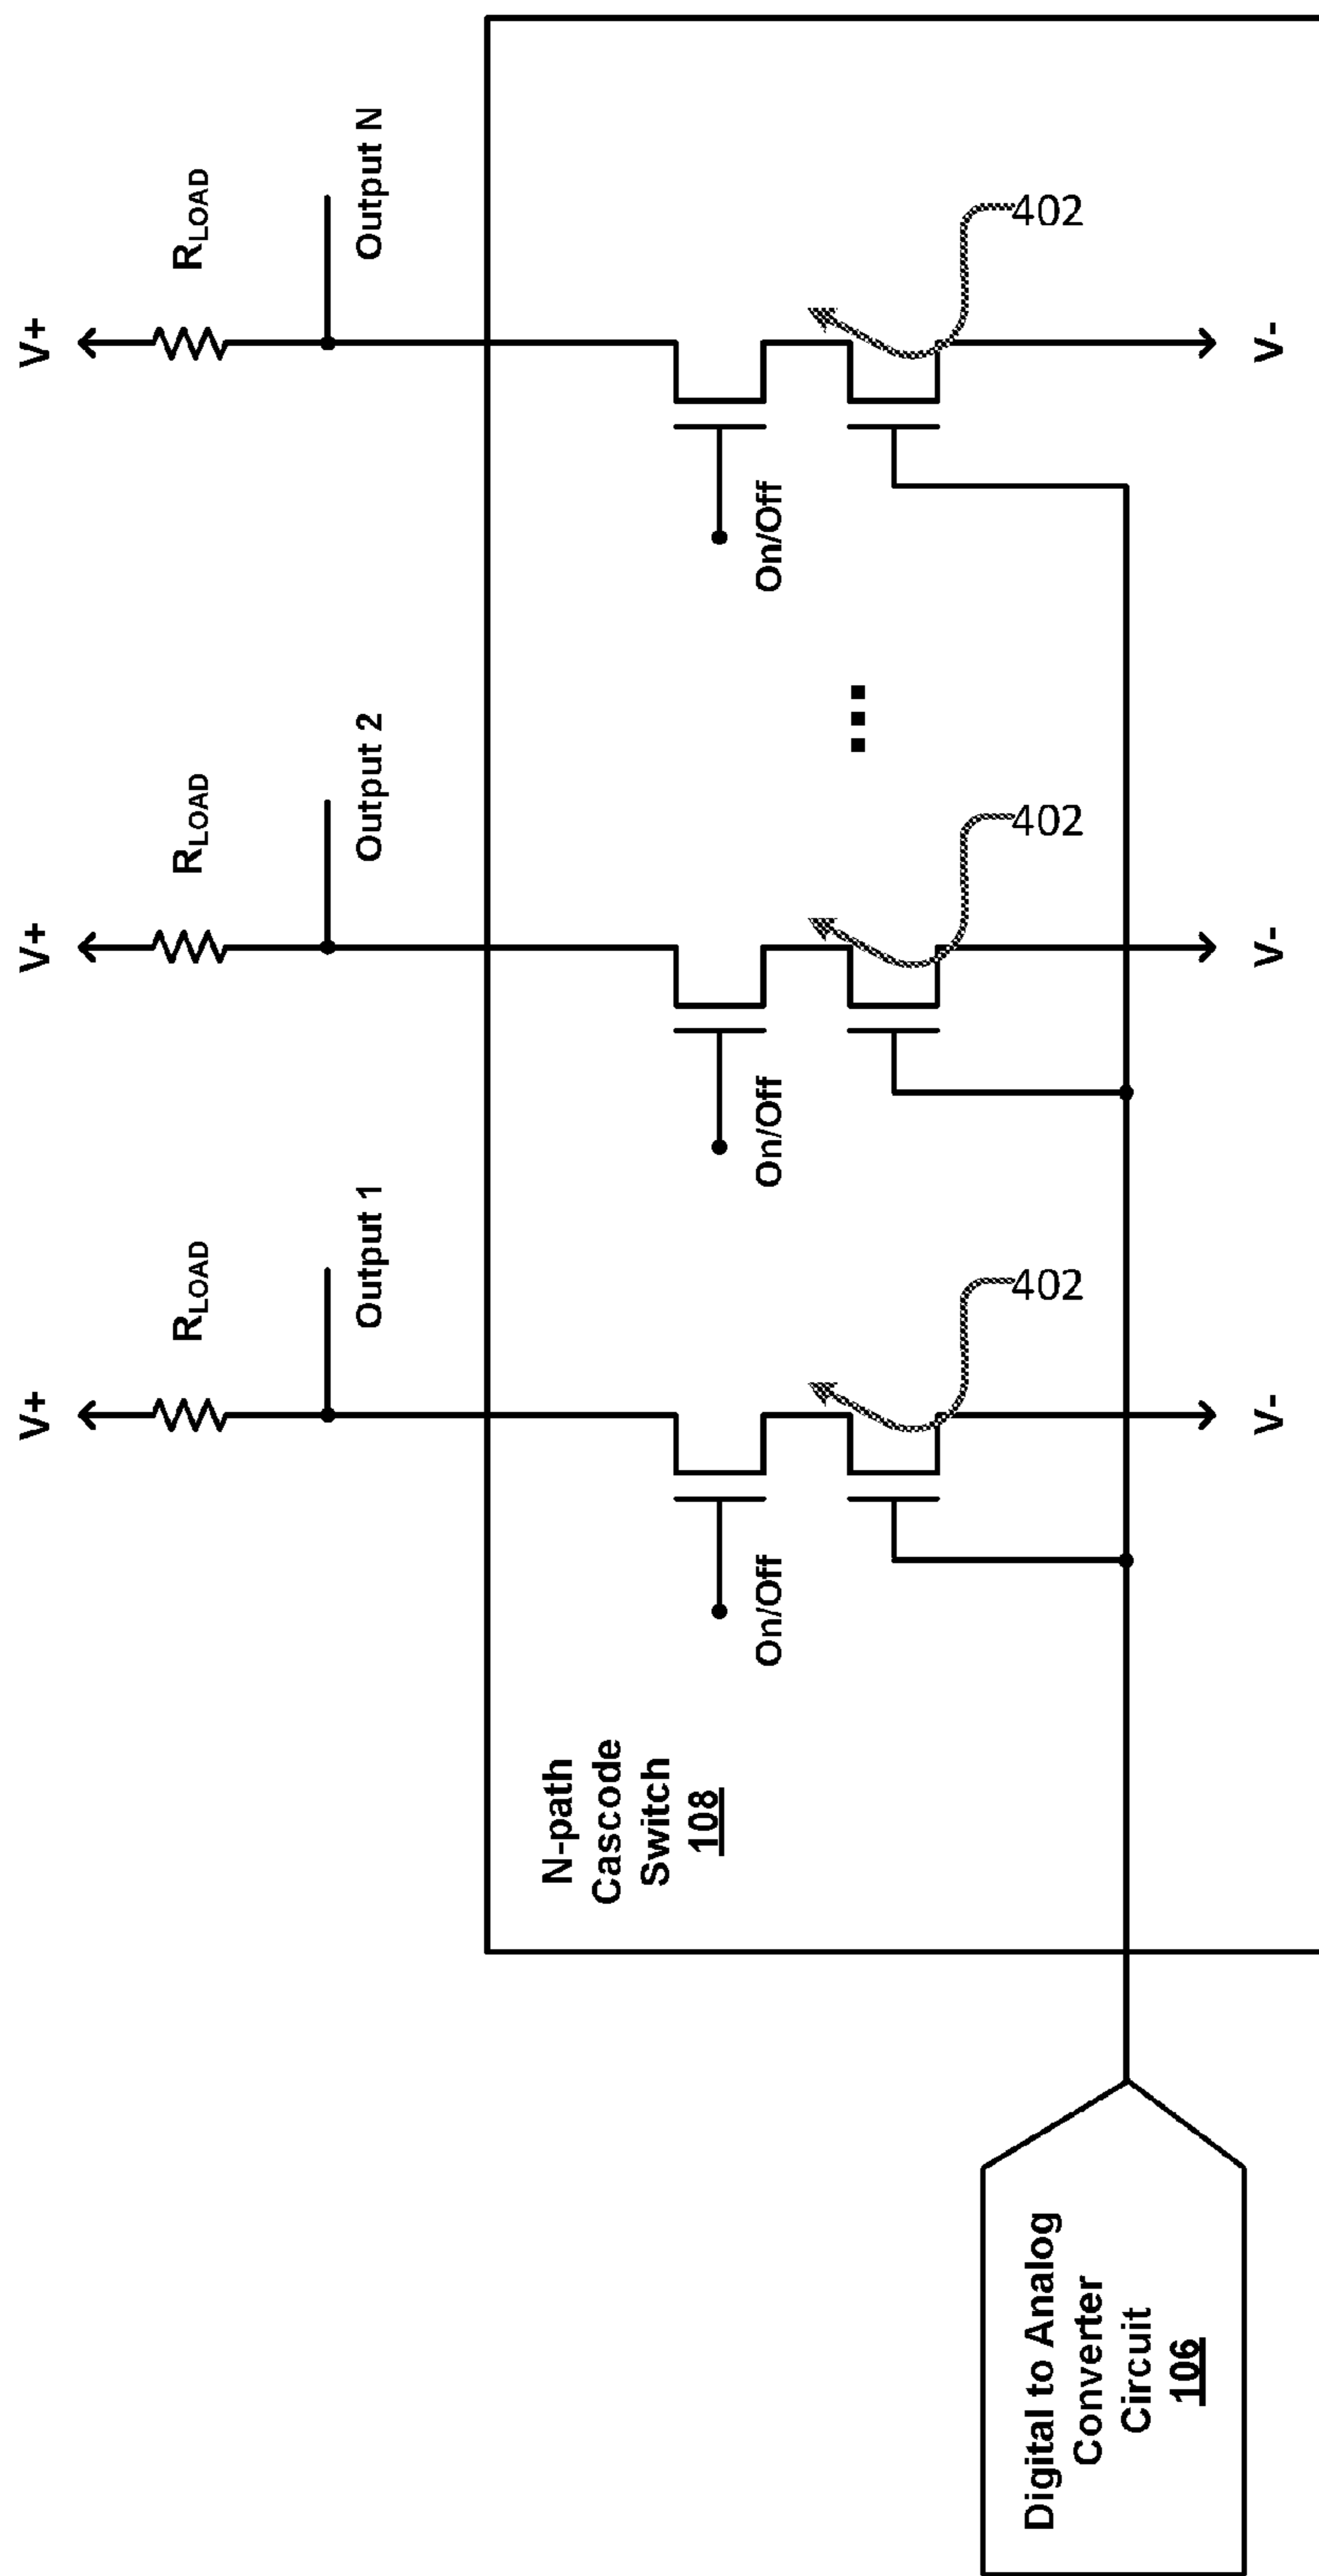 V+
V+
V+
RLOAD
RLOAD
RLOAD
Output 1
Output 2
Output N
N-path
Cascode
Switch
108
On/Off
On/Off
On/Off
...
402
402
402
Digital to Analog
Converter
Circuit
106
V-
V-
V-